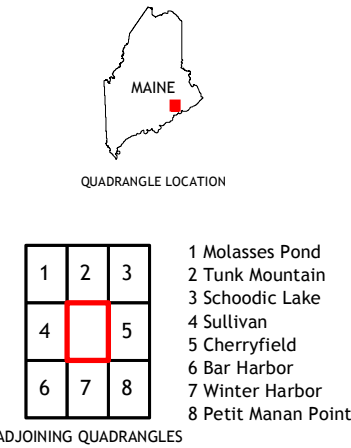 MAINE
QUADRANGLE LOCATION
1 2 3
4 5
6 7 8
1 Molasses Pond
2 Tunk Mountain
3 Schoodic Lake
4 Sullivan
5 Cherryfield
6 Bar Harbor
7 Winter Harbor
8 Petit Manan Point
ADJOINING QUADRANGLES